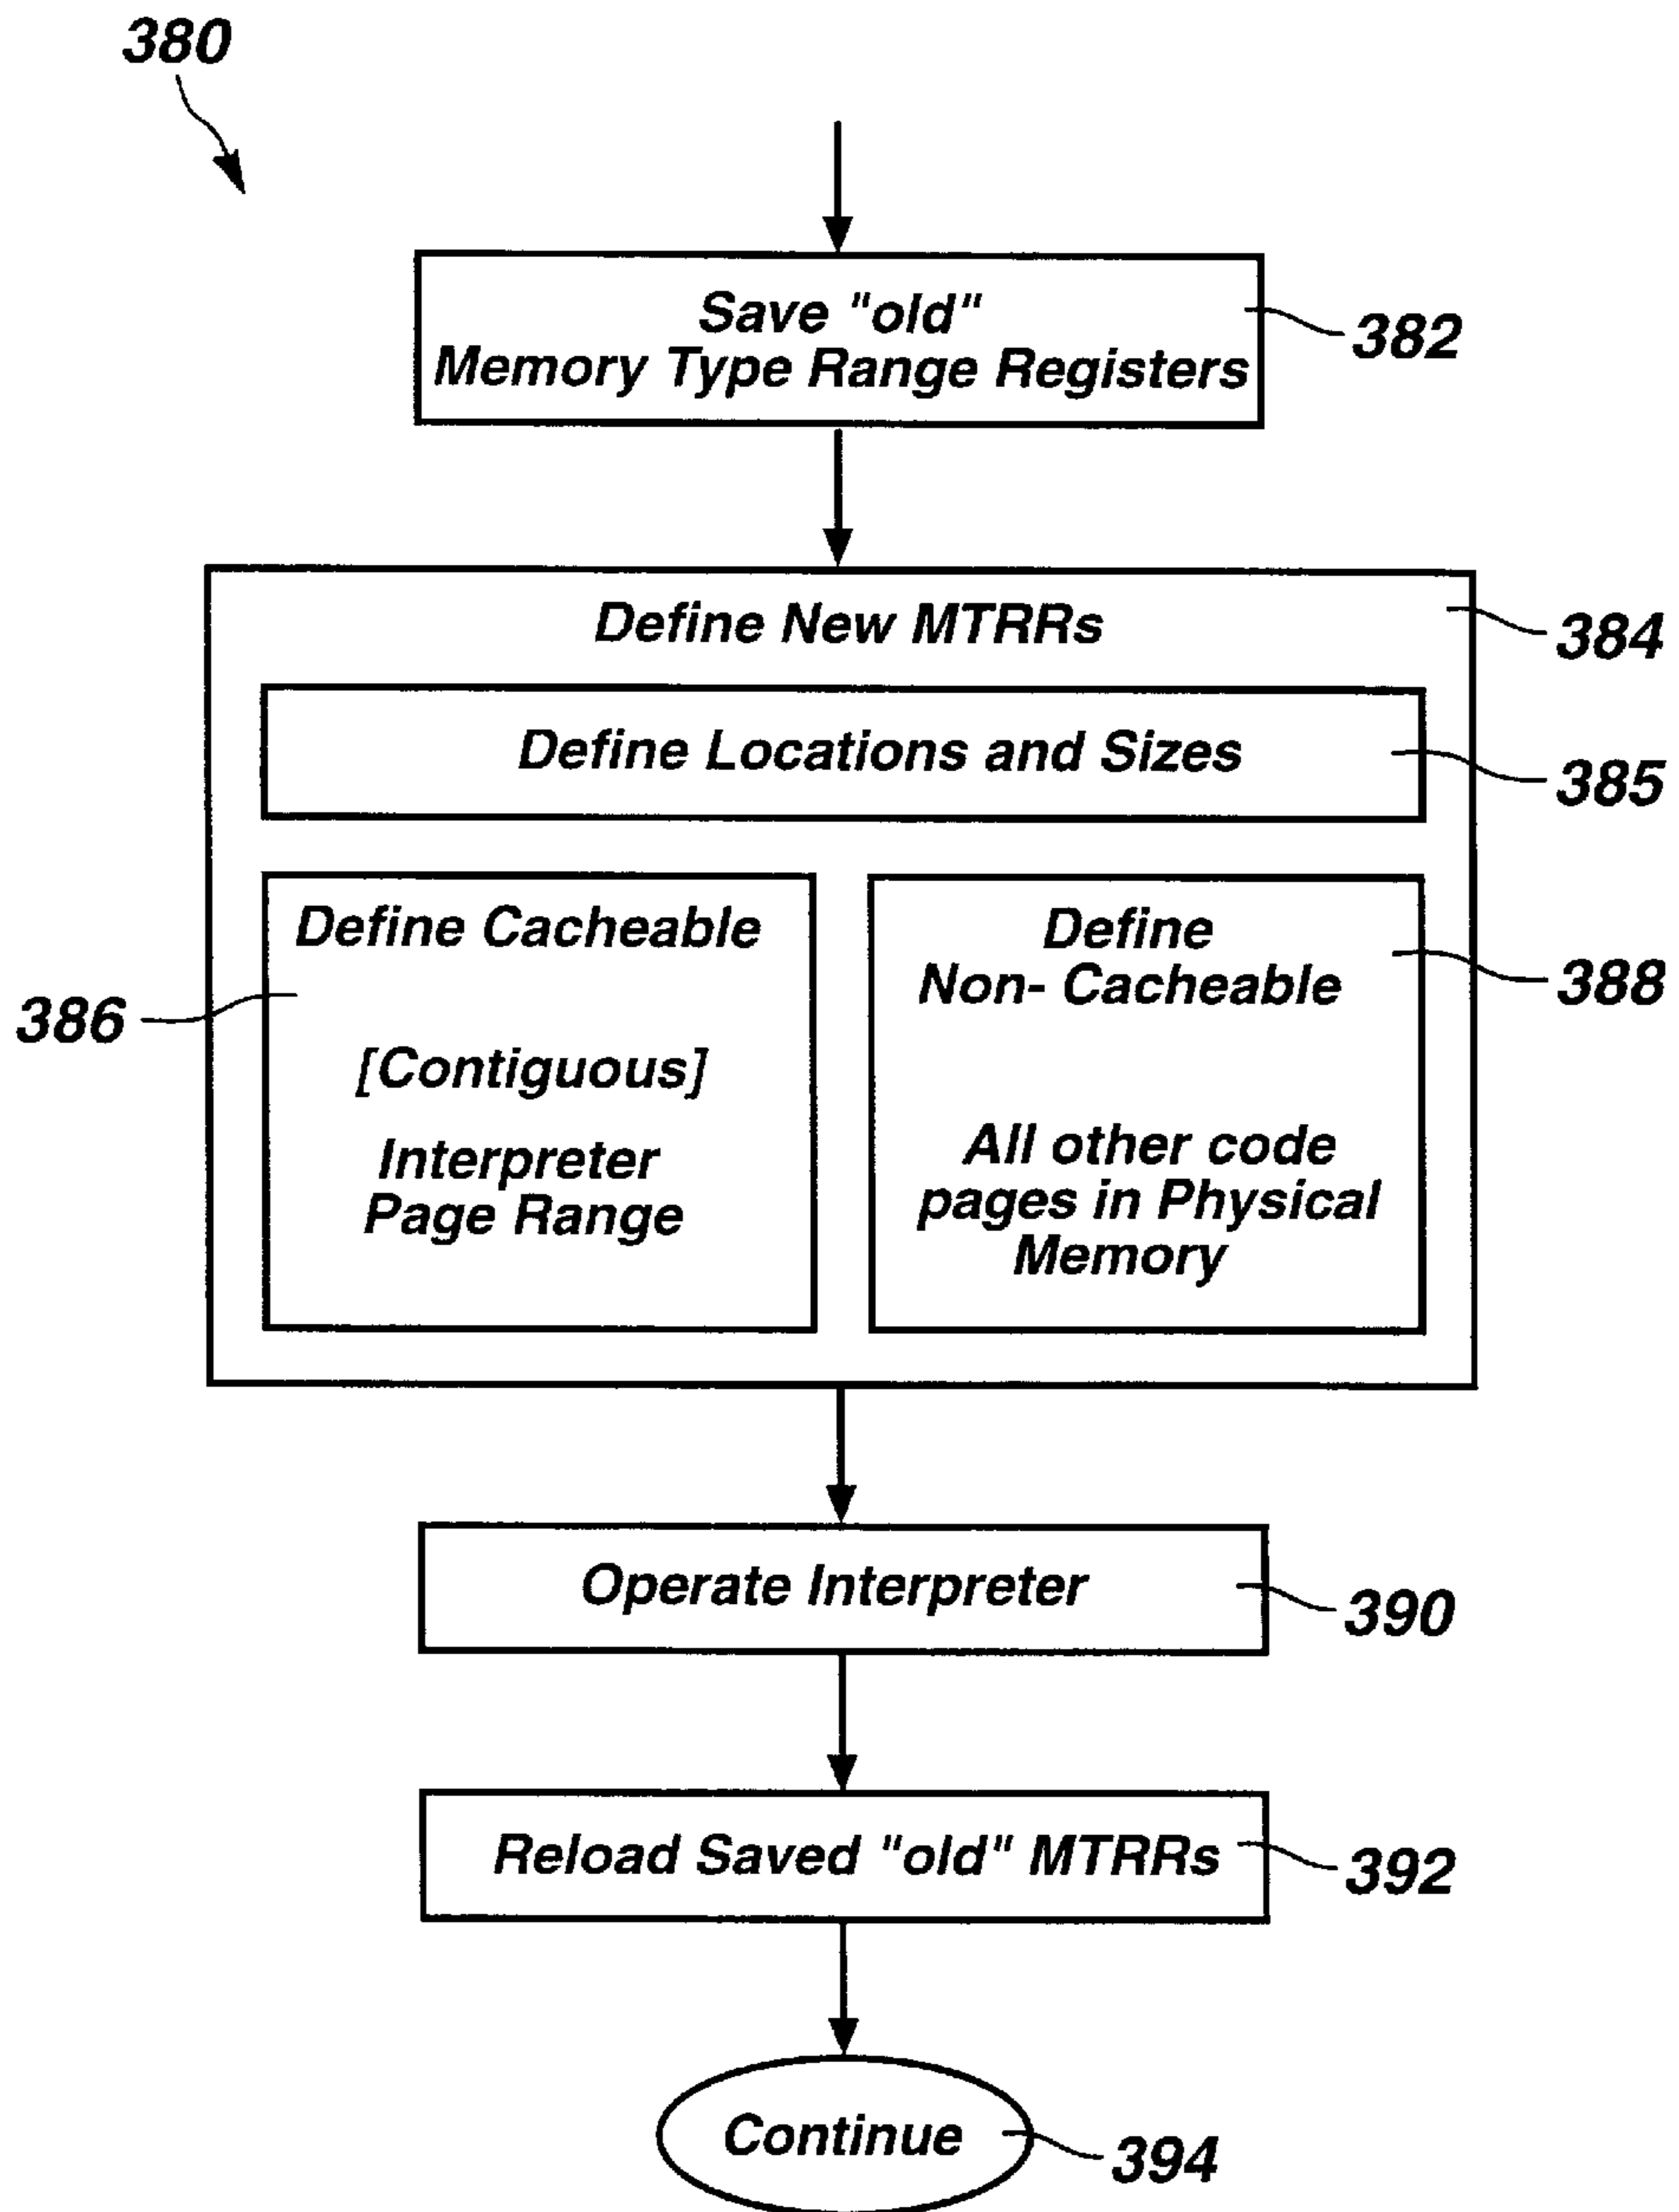 380
Save "old"
Memory Type Range Registers
382
Define New MTRRs
384
Define Locations and Sizes
385
Define Cacheable
[Contiguous]
Interpreter
Page Range
386
Define
Non- Cacheable
All other code
pages in Physical
Memory
388
Operate Interpreter
390
Reload Saved "old" MTRRs
392
Continue
394